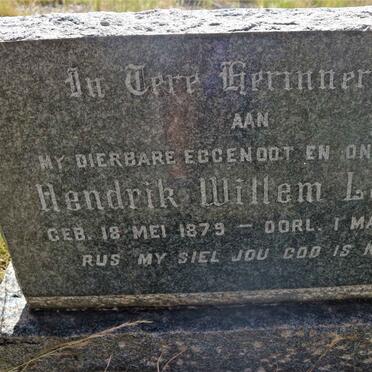 In Tere Herinner
AAN
MY DIERBARE EGGENOOT EN ON
Hendrik Willem L
GEB. 18 MEI 1879 — OORL. 1 MA
RUS MY SIEL JOU GOD IS